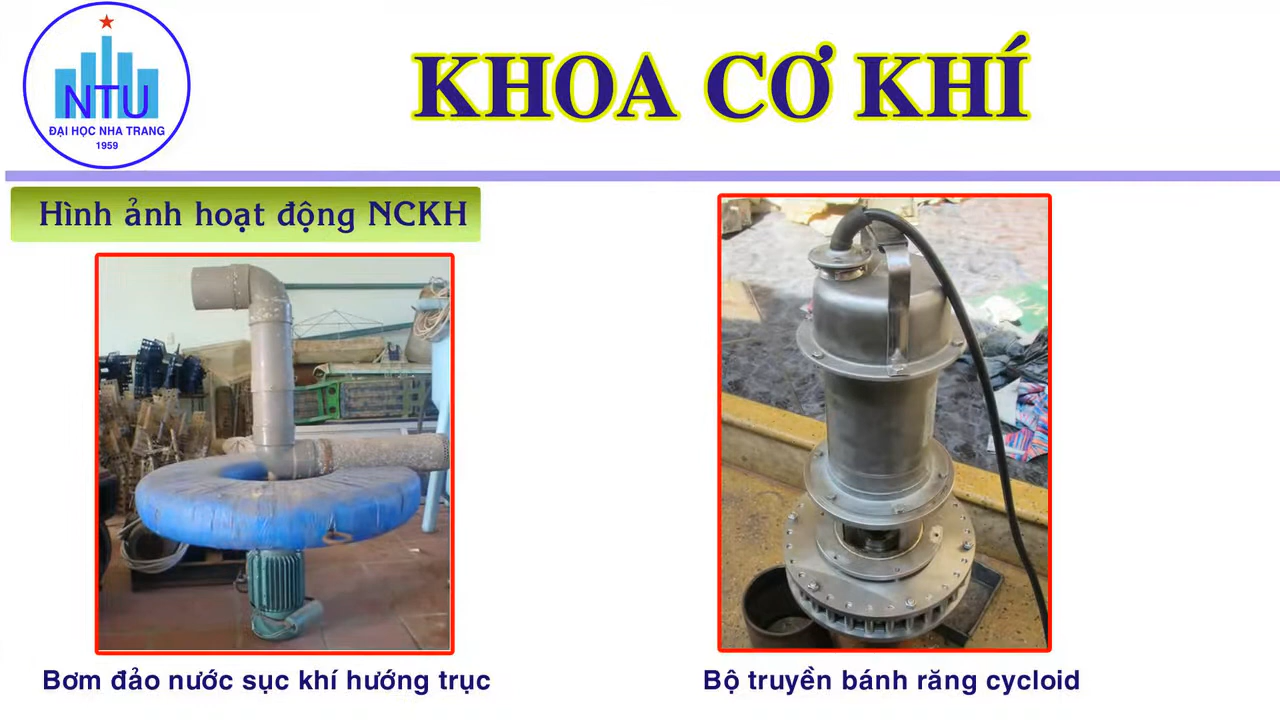 NTU
ĐẠI HỌC NHA TRANG
1959
KHOA CƠ KHÍ
Hình ảnh hoạt động NCKH
Bơm đảo nước sục khí hướng trục
Bộ truyền bánh răng cycloid